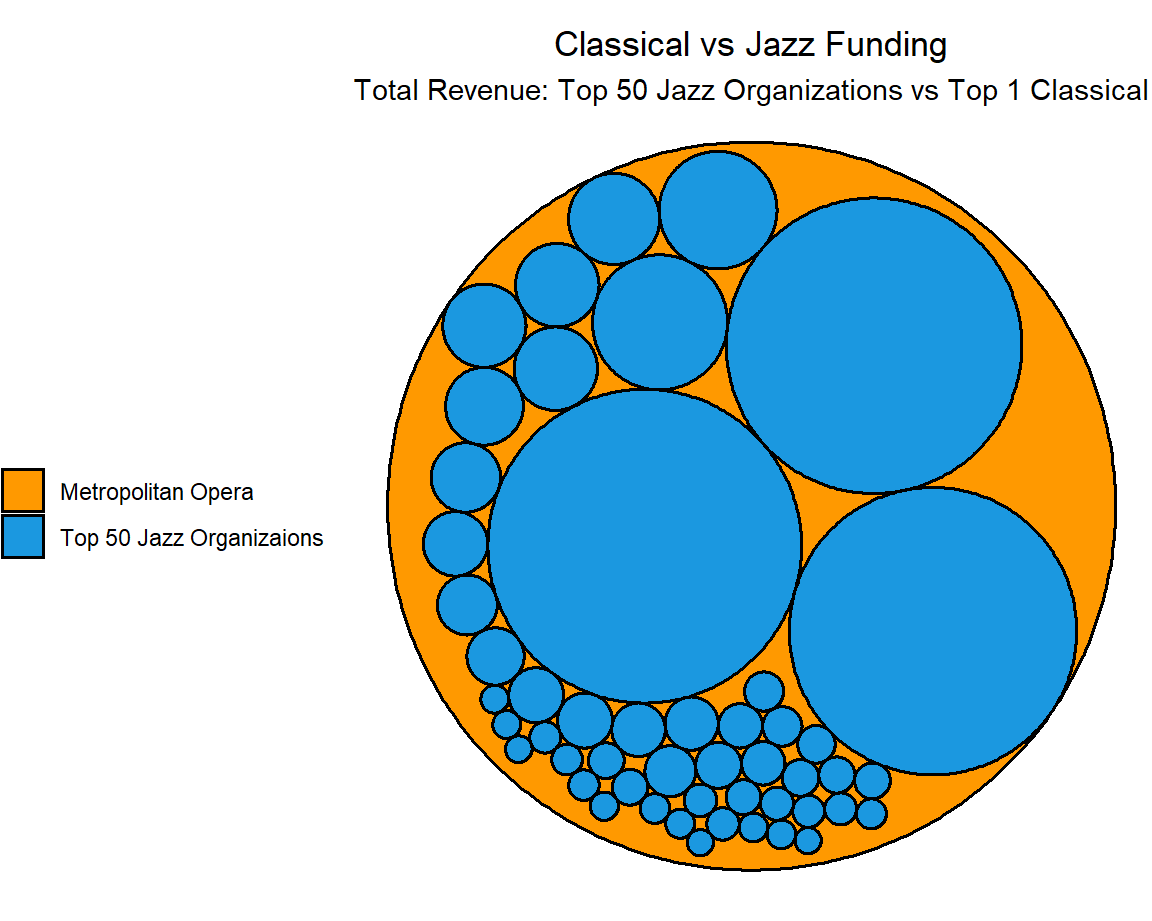 Classical vs Jazz Funding
Total Revenue: Top 50 Jazz Organizations vs Top 1 Classical
Metropolitan Opera
Top 50 Jazz Organizaions